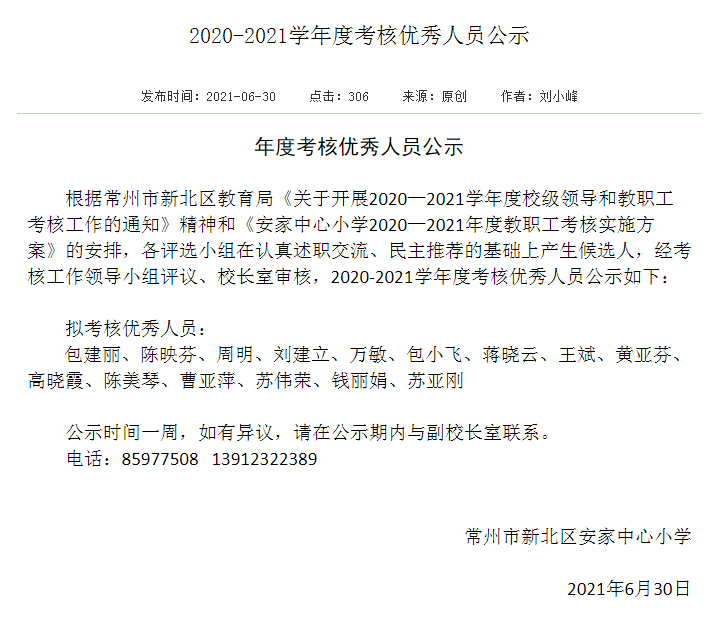 2020-2021学年度考核优秀人员公示
发布时间：2021-06-30 点击：306 来源：原创 作者：刘小峰
年度考核优秀人员公示
根据常州市新北区教育局《关于开展2020—2021学年度校级领导和教职工
考核工作的通知》精神和《安家中心小学2020—2021年度教职工考核实施方
案》的安排，各评选小组在认真述职交流、民主推荐的基础上产生候选人，经考
核工作领导小组评议、校长室审核，2020-2021学年度考核优秀人员公示如下：
拟考核优秀人员：
包建丽、陈映芬、周明、刘建立、万敏、包小飞、蒋晓云、王斌、黄亚芬、
高晓霞、陈美琴、曹亚萍、苏伟荣、钱丽娟、苏亚刚
公示时间一周，如有异议，请在公示期内与副校长室联系。
电话：85977508 13912322389
常州市新北区安家中心小学
2021年6月30日